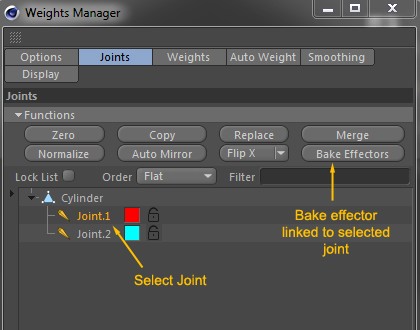 Weights Manager
Options Joints Weights Auto Weight Smoothing
Display
Joints
Functions
Zero Copy Replace Merge
Normalize Auto Mirror Flip X Bake Effectors
Lock List Order Flat Filter
Cylinder
Joint.1
Joint.2
Select Joint
Bake effector
linked to selected
joint